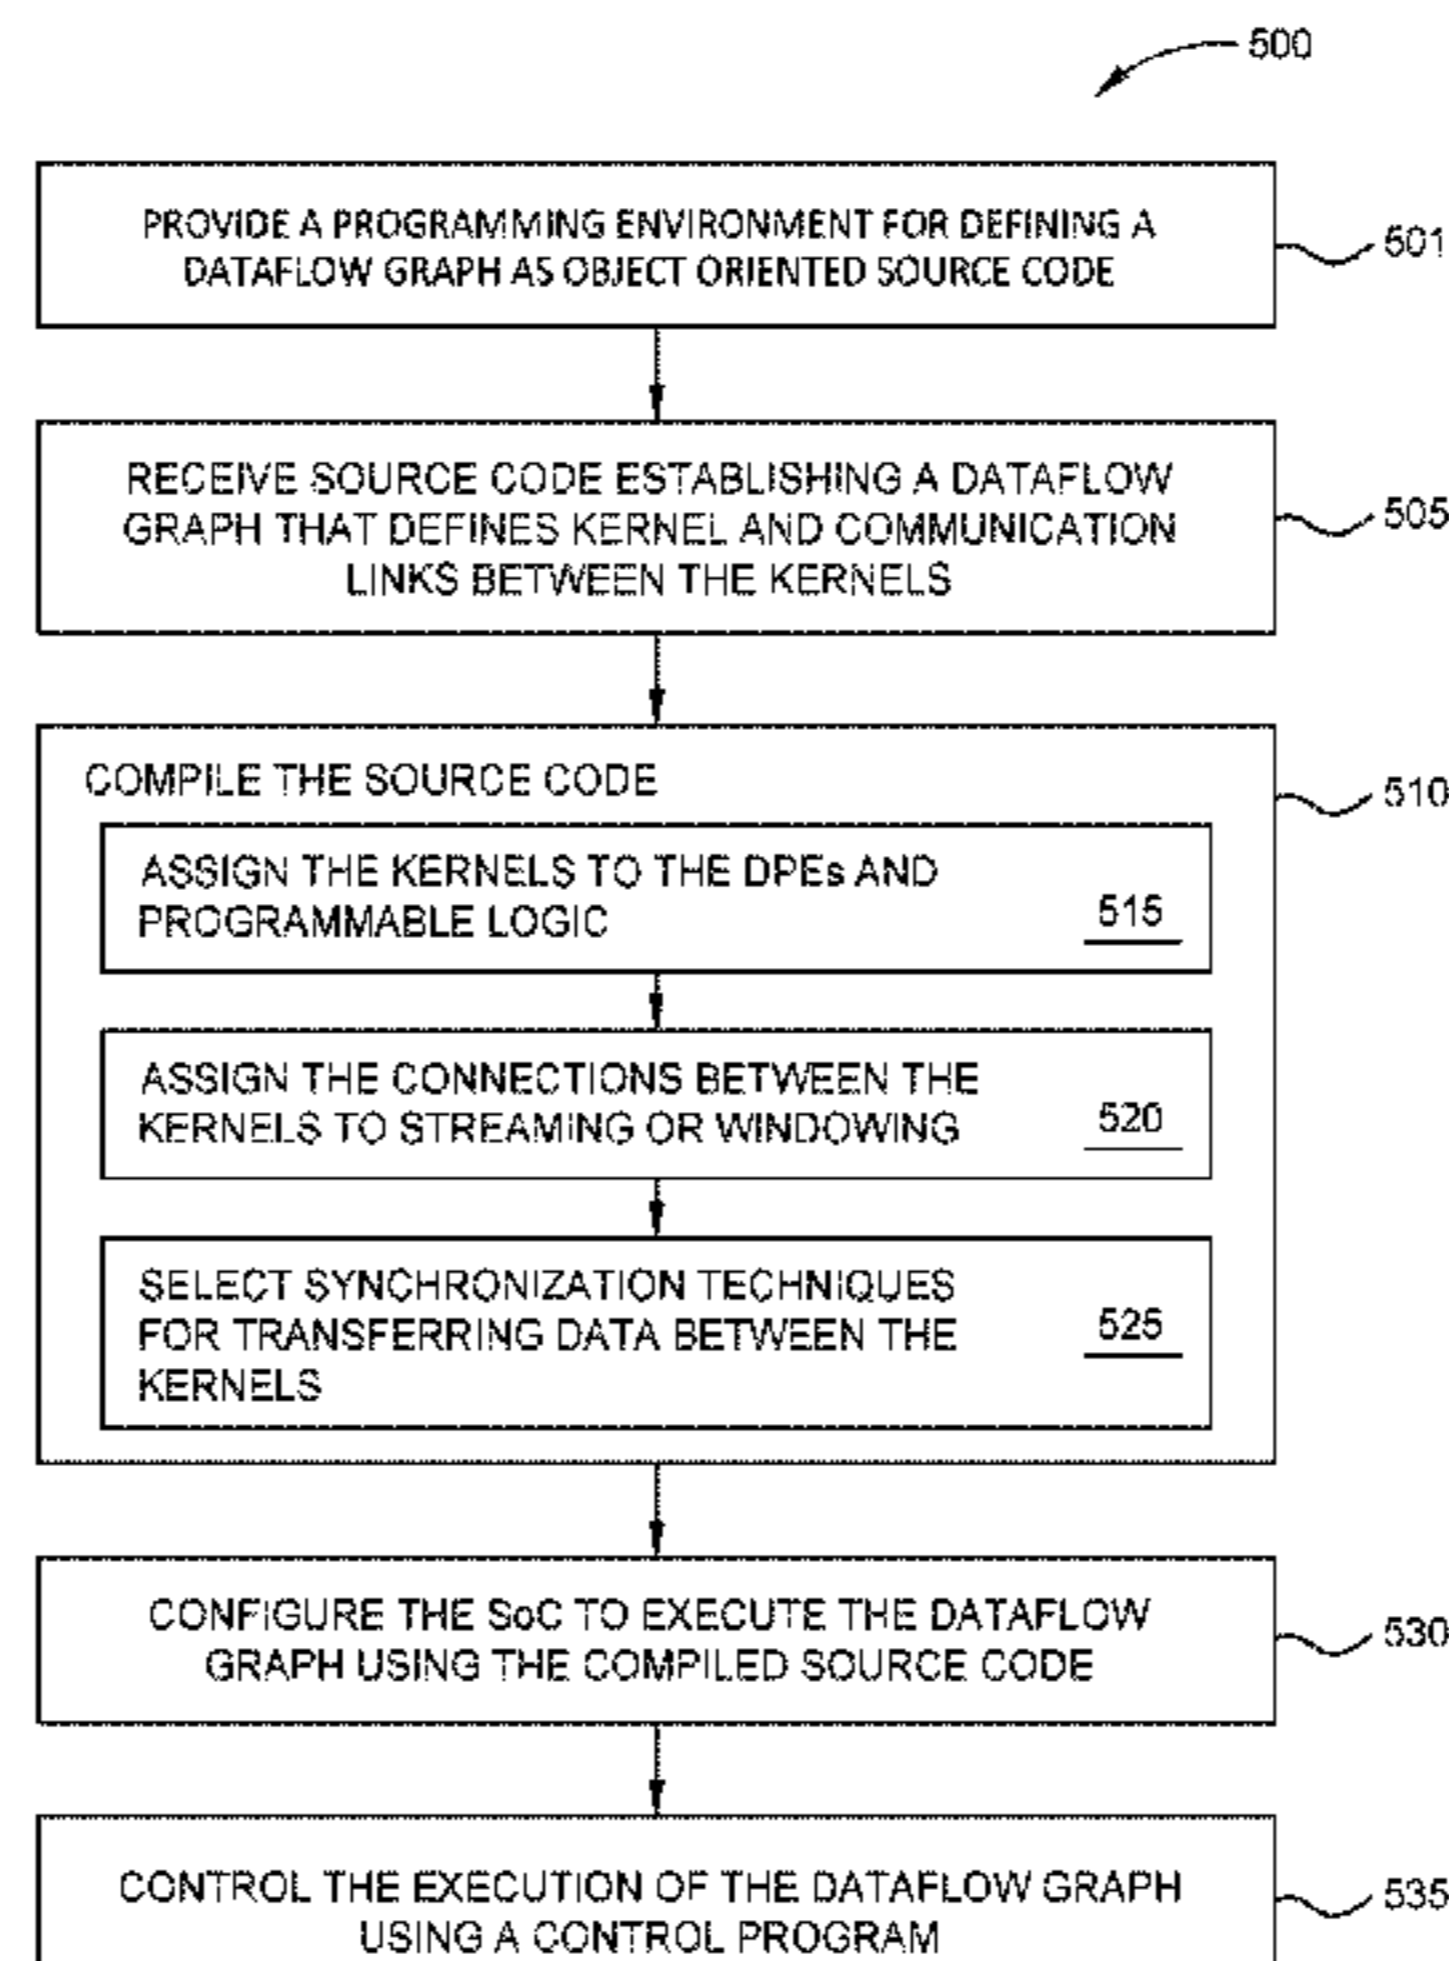 500
PROVIDE A PROGRAMMING ENVIRONMENT FOR DEFINING A
DATAFLOW GRAPH AS OBJECT ORIENTED SOURCE CODE
501
RECEIVE SOURCE CODE ESTABLISHING A DATAFLOW
GRAPH THAT DEFINES KERNEL AND COMMUNICATION
LINKS BETWEEN THE KERNELS
505
COMPILE THE SOURCE CODE
510
ASSIGN THE KERNELS TO THE DPEs AND
PROGRAMMABLE LOGIC
515
ASSIGN THE CONNECTIONS BETWEEN THE
KERNELS TO STREAMING OR WINDOWING
520
SELECT SYNCHRONIZATION TECHNIQUES
FOR TRANSFERRING DATA BETWEEN THE
KERNELS
525
CONFIGURE THE SoC TO EXECUTE THE DATAFLOW
GRAPH USING THE COMPILED SOURCE CODE
530
CONTROL THE EXECUTION OF THE DATAFLOW GRAPH
USING A CONTROL PROGRAM
535